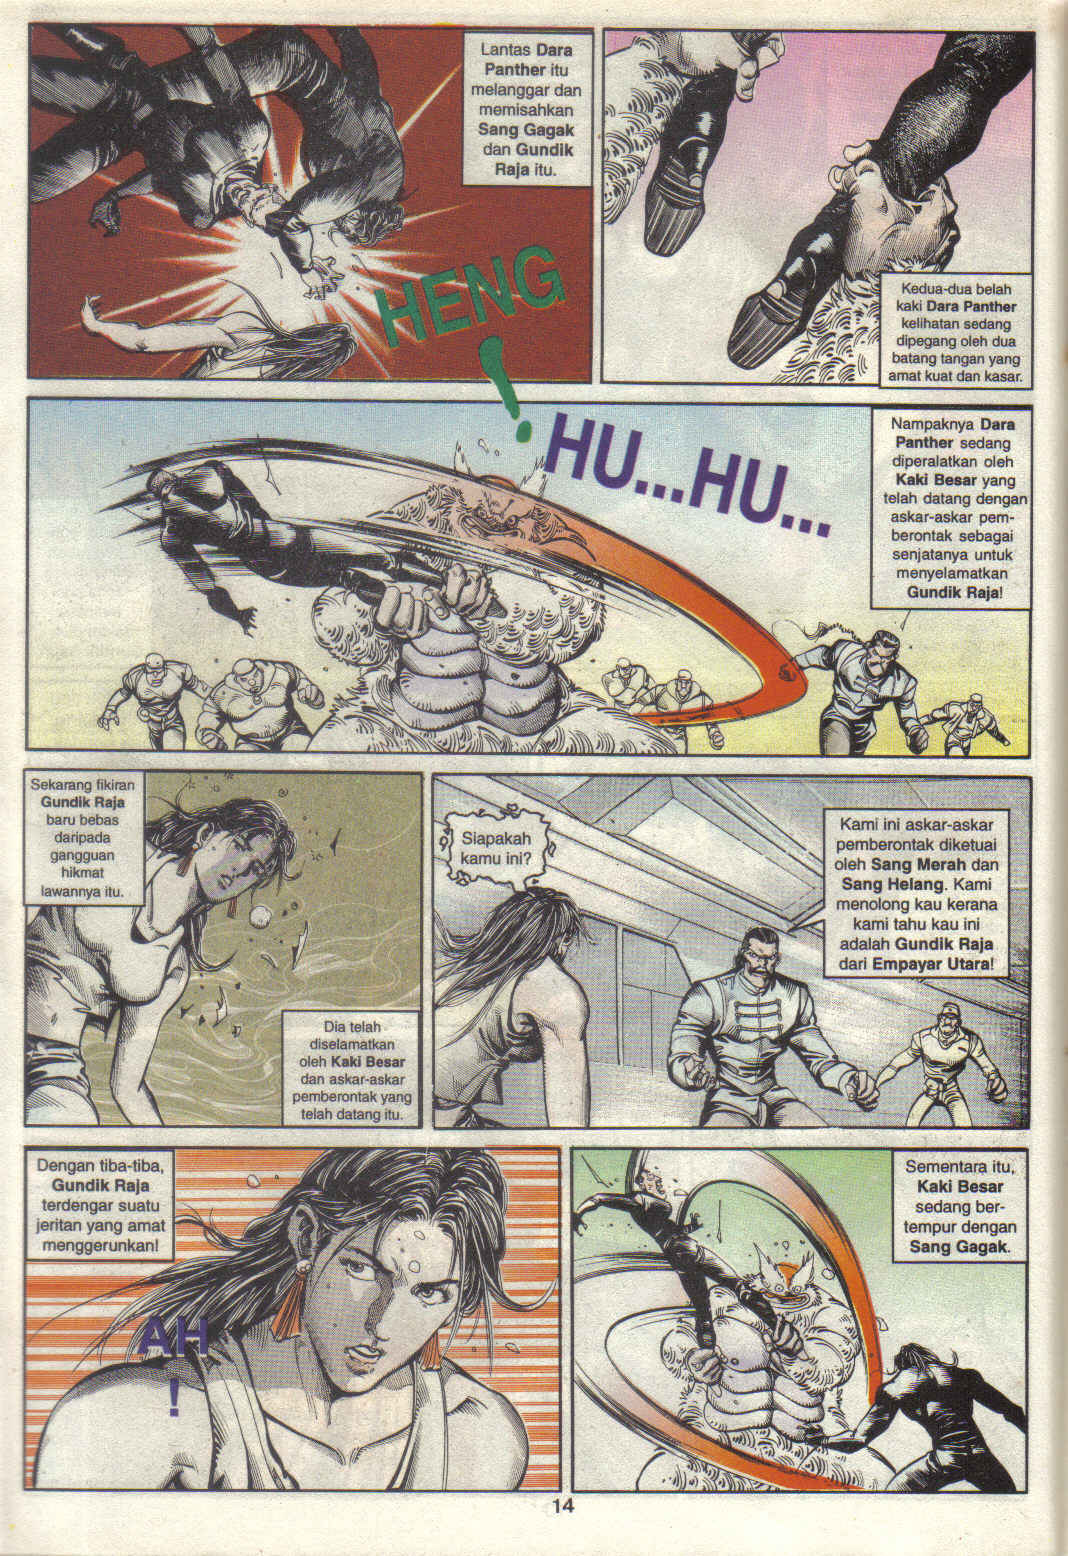 Lantas Dara
Panther itu
melanggar dan
memisahkan
Sang Gagak
dan Gundik
Raja itu.
HENG
!
Kedua-dua belah
kaki Dara Panther
kelihatan sedang
dipegang oleh dua
batang tangan yang
amat kuat dan kasar.
HU...HU...
Nampaknya Dara
Panther sedang
diperalatkan oleh
Kaki Besar yang
telah datang dengan
askar-askar pem-
berontak sebagai
senjatanya untuk
menyelamatkan
Gundik Raja!
Sekarang fikiran
Gundik Raja
baru bebas
daripada
gangguan
hikmat
lawannya itu.
Dia telah
diselamatkan
oleh Kaki Besar
dan askar-askar
pemberontak yang
telah datang itu.
Siapakah
kamu ini?
Kami ini askar-askar
pemberontak diketuai
oleh Sang Merah dan
Sang Helang. Kami
menolong kau kerana
kami tahu kau ini
adalah Gundik Raja
dari Empayar Utara!
Dengan tiba-tiba,
Gundik Raja
terdengar suatu
jeritan yang amat
menggerunkan!
AH
!
Sementara itu,
Kaki Besar
sedang ber-
tempur dengan
Sang Gagak.
14